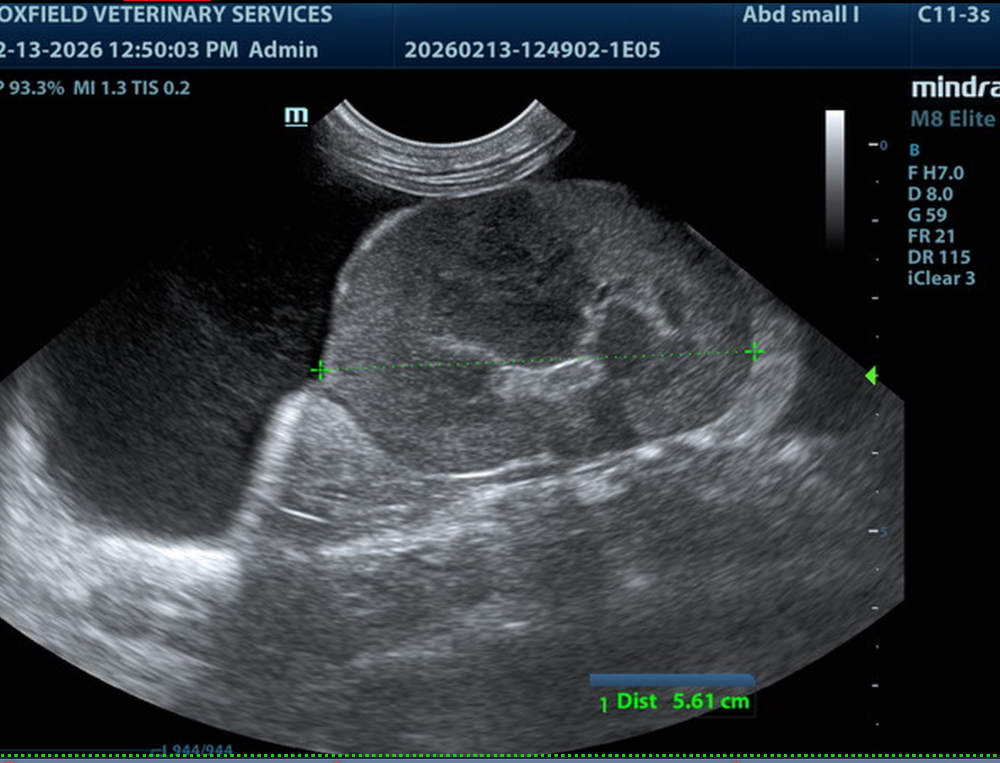 OXFIELD VETERINARY SERVICES
Abd small I
C11-3s
2-13-2026 12:50:03 PM Admin
20260213-124902-1E05
P 93.3% MI 1.3 TIS 0.2
mindra
m
M8 Elite
0
B
F H7.0
D 8.0
G 59
FR 21
DR 115
iClear 3
5
1 Dist 5.61 cm
944/944